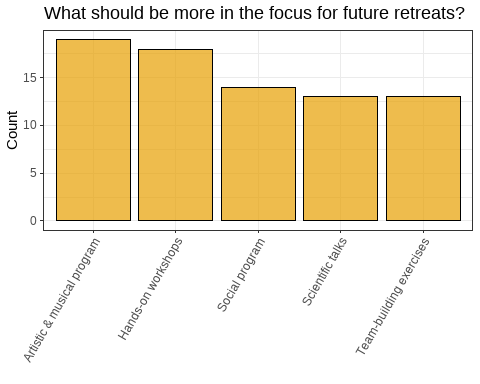 What should be more in the focus for future retreats?
Count
15
10
5
0
Artistic & musical program
Hands-on workshops
Social program
Scientific talks
Team-building exercises